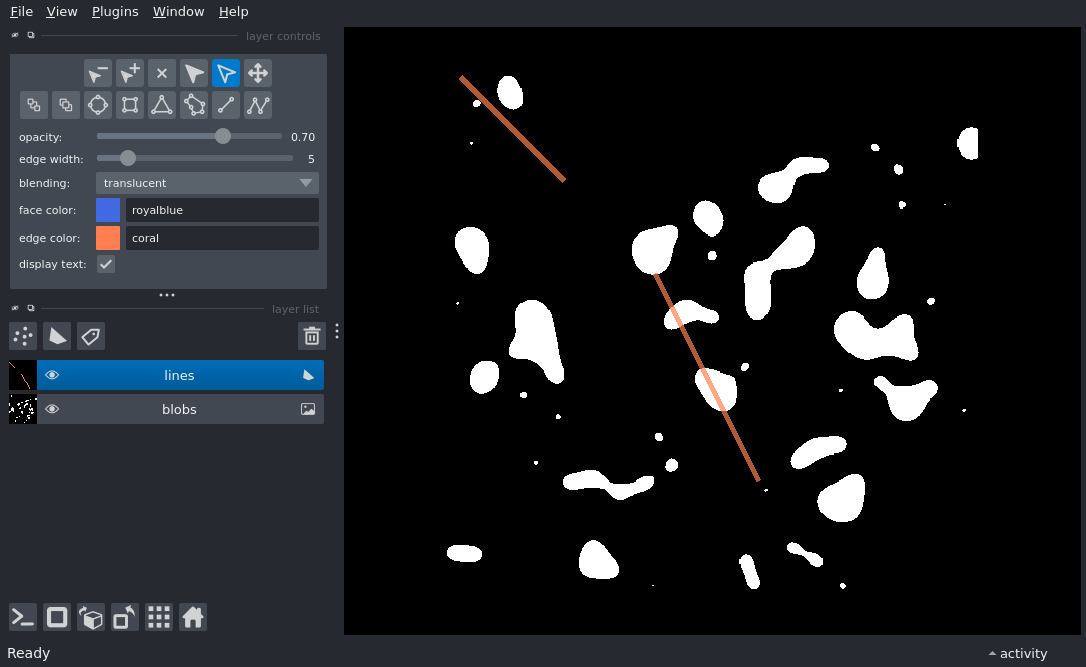 File View Plugins Window Help
layer controls
opacity: 0.70
edge width: 5
blending: translucent
face color: royalblue
edge color: coral
display text:
layer list
lines
blobs
Ready
activity